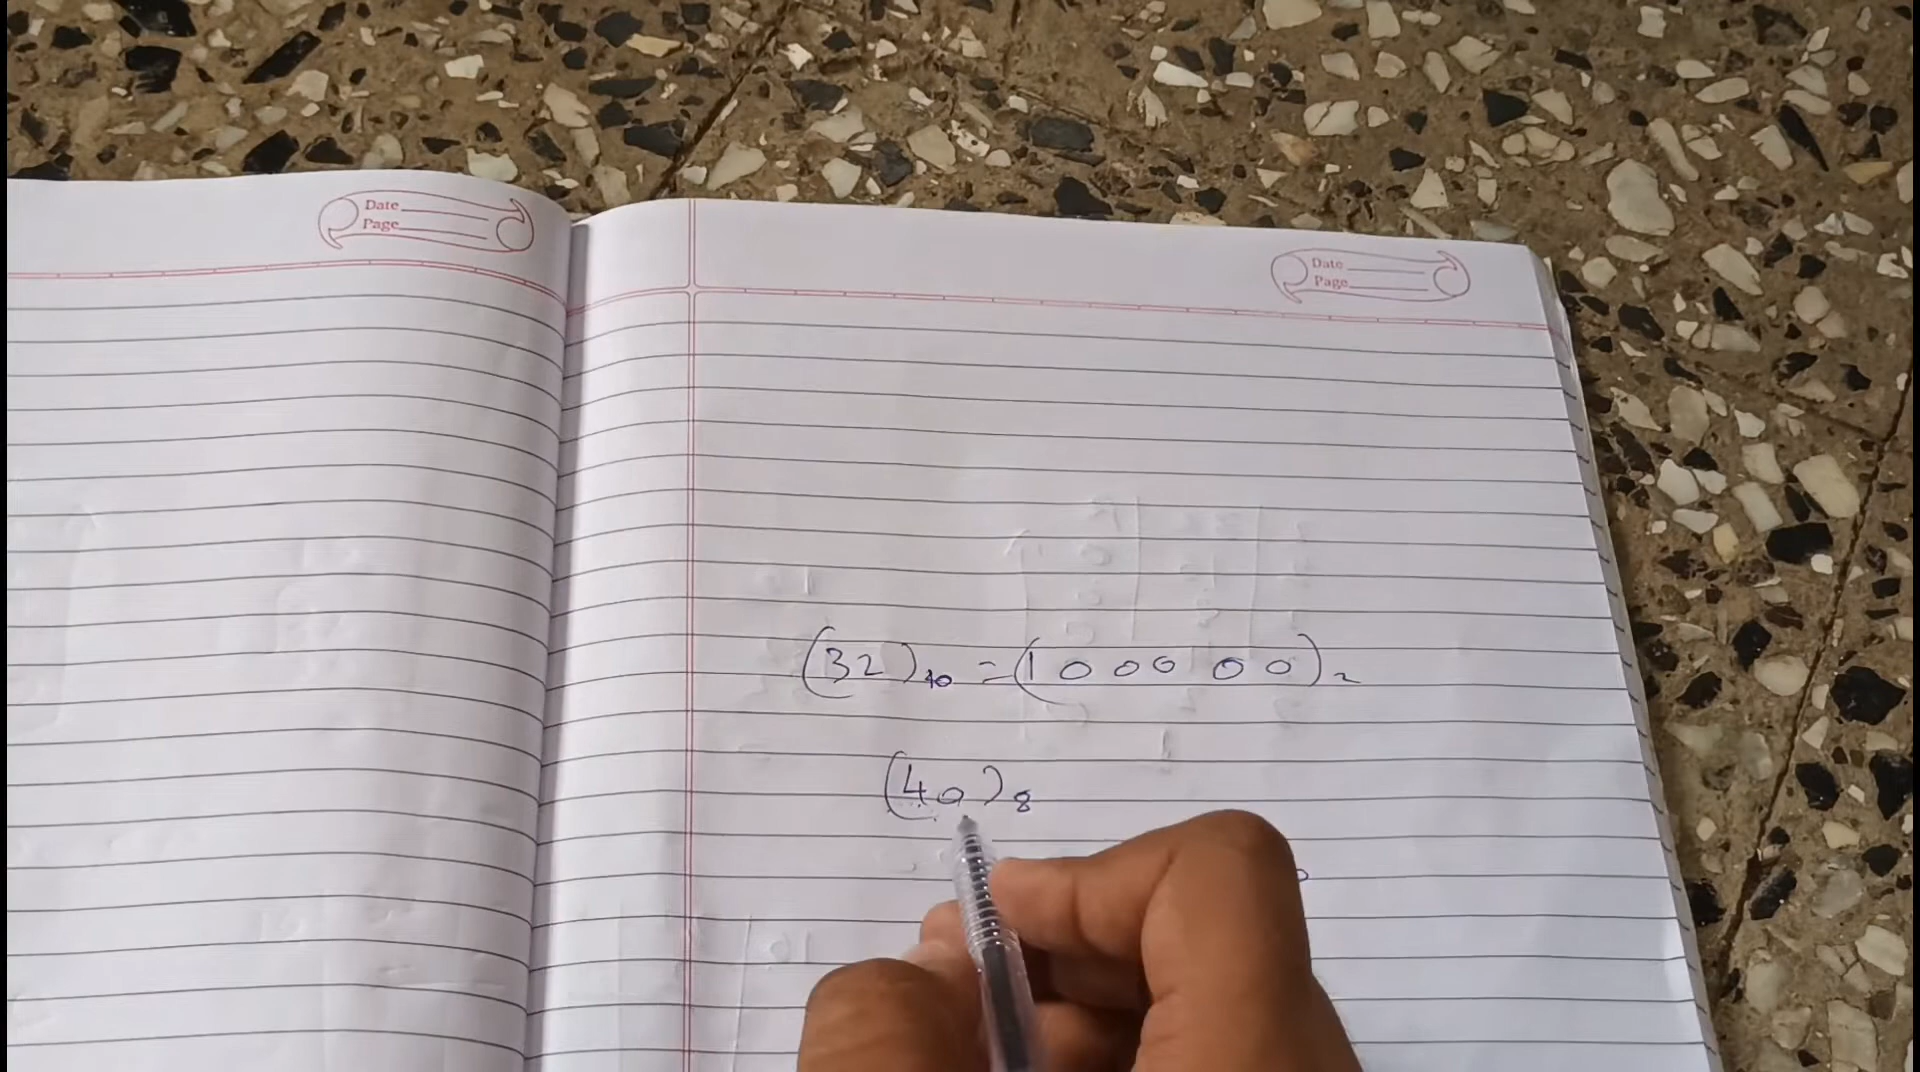 Date
Page
Date
Page
(32)10 = (100000)2
(40)8